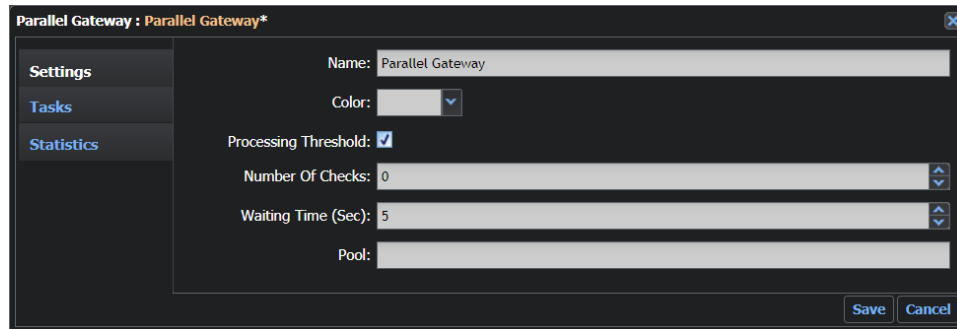 Parallel Gateway : Parallel Gateway*
Settings
Tasks
Statistics
Name: Parallel Gateway
Color:
Processing Threshold:
Number Of Checks: 0
Waiting Time (Sec): 5
Pool:
Save Cancel